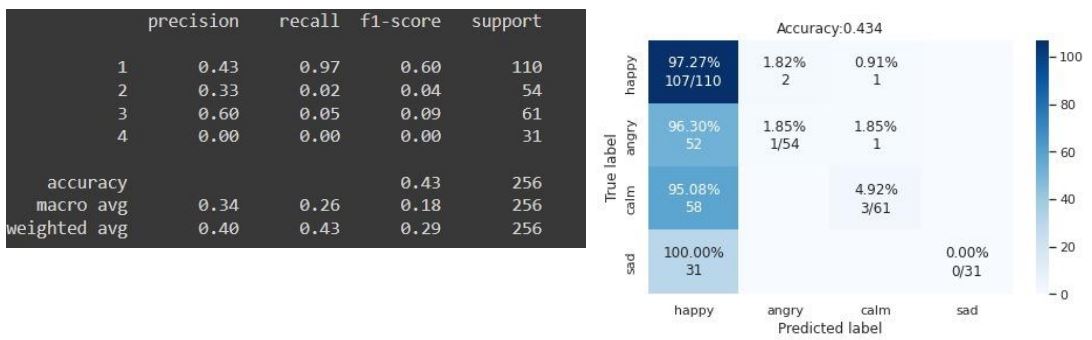 precision recall f1-score support
1 0.43 0.97 0.60 110
2 0.33 0.02 0.04 54
3 0.60 0.05 0.09 61
4 0.00 0.00 0.00 31
accuracy 0.43 256
macro avg 0.34 0.26 0.18 256
weighted avg 0.40 0.43 0.29 256
Accuracy:0.434
True label
happy
97.27% 1.82% 0.91%
107/110 2 1
angry
96.30% 1.85% 1.85%
52 1/54 1
calm
95.08% 4.92%
58 3/61
sad
100.00% 0.00%
31 0/31
happy angry calm sad
Predicted label
100
80
60
40
20
0